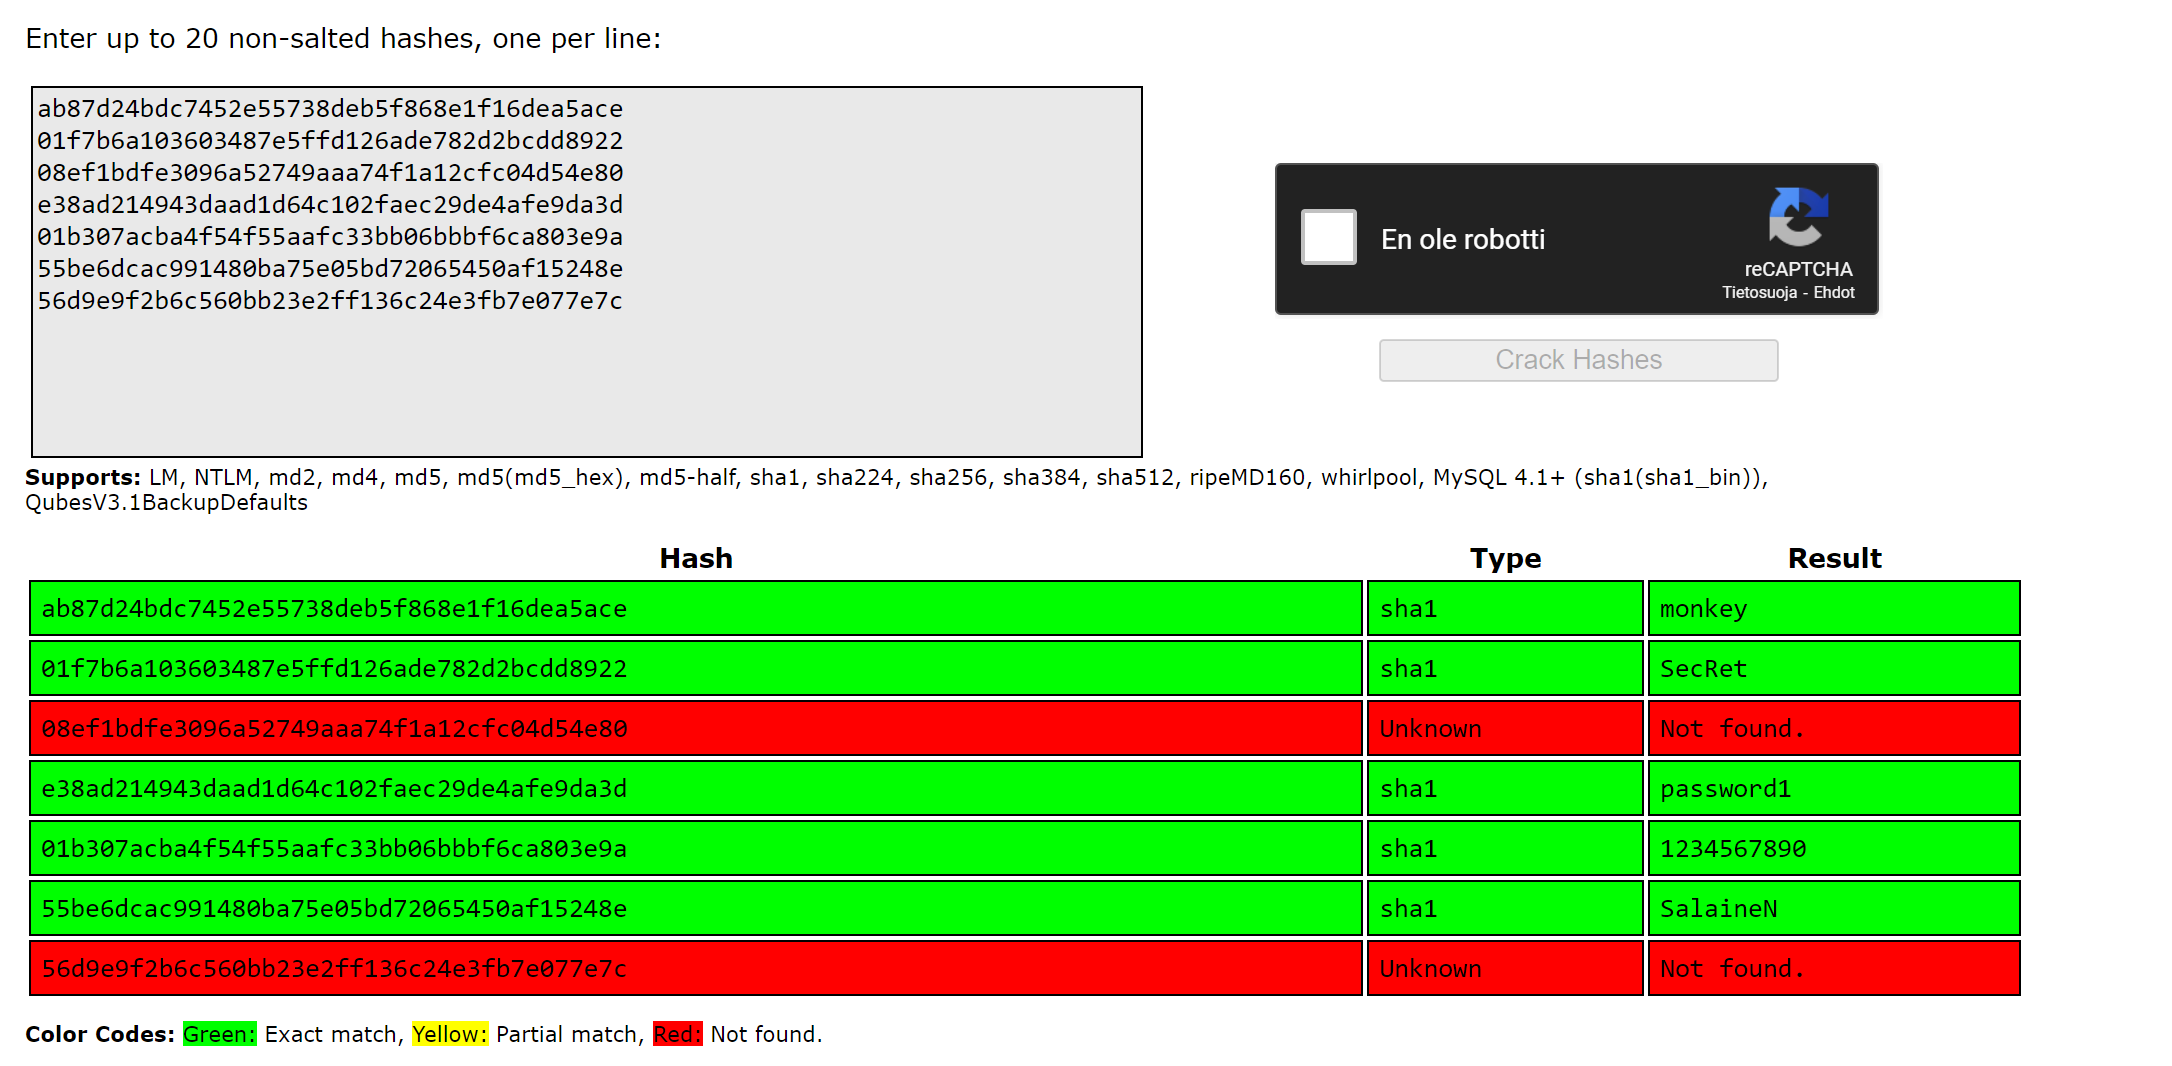 Enter up to 20 non-salted hashes, one per line:
ab87d24bdc7452e55738deb5f868e1f16dea5ace
01f7b6a103603487e5ffd126ade782d2bcdd8922
08ef1bdfe3096a52749aaa74f1a12cfc04d54e80
e38ad214943daad1d64c102faec29de4afe9da3d
01b307acba4f54f55aafc33bb06bbbf6ca803e9a
55be6dcac991480ba75e05bd72065450af15248e
56d9e9f2b6c560bb23e2ff136c24e3fb7e077e7c
En ole robotti
reCAPTCHA
Tietosuoja - Ehdot
Crack Hashes
Supports: LM, NTLM, md2, md4, md5, md5(md5_hex), md5-half, sha1, sha224, sha256, sha384, sha512, ripeMD160, whirlpool, MySQL 4.1+ (sha1(sha1_bin)),
QubesV3.1BackupDefaults
Hash Type Result
ab87d24bdc7452e55738deb5f868e1f16dea5ace sha1 monkey
01f7b6a103603487e5ffd126ade782d2bcdd8922 sha1 SecRet
08ef1bdfe3096a52749aaa74f1a12cfc04d54e80 Unknown Not found.
e38ad214943daad1d64c102faec29de4afe9da3d sha1 password1
01b307acba4f54f55aafc33bb06bbbf6ca803e9a sha1 1234567890
55be6dcac991480ba75e05bd72065450af15248e sha1 SalaineN
56d9e9f2b6c560bb23e2ff136c24e3fb7e077e7c Unknown Not found.
Color Codes: Green: Exact match, Yellow: Partial match, Red: Not found.